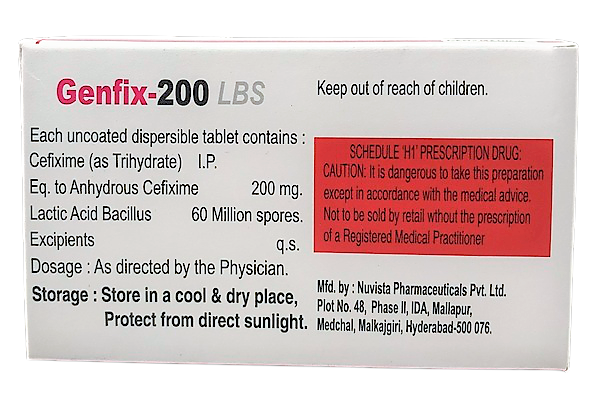 Genfix-200 LBS
Each uncoated dispersible tablet contains :
Cefixime (as Trihydrate) I.P.
Eq. to Anhydrous Cefixime 200 mg.
Lactic Acid Bacillus 60 Million spores.
Excipients q.s.
Dosage : As directed by the Physician.
Storage : Store in a cool & dry place,
Protect from direct sunlight.
Keep out of reach of children.
SCHEDULE 'H1' PRESCRIPTION DRUG:
CAUTION: It is dangerous to take this preparation
except in accordance with the medical advice.
Not to be sold by retail wthout the prescription
of a Registered Medical Practitioner
Mfd. by : Nuvista Pharmaceuticals Pvt. Ltd.
Plot No. 48, Phase II, IDA, Mallapur,
Medchal, Malkajgiri, Hyderabad-500 076.